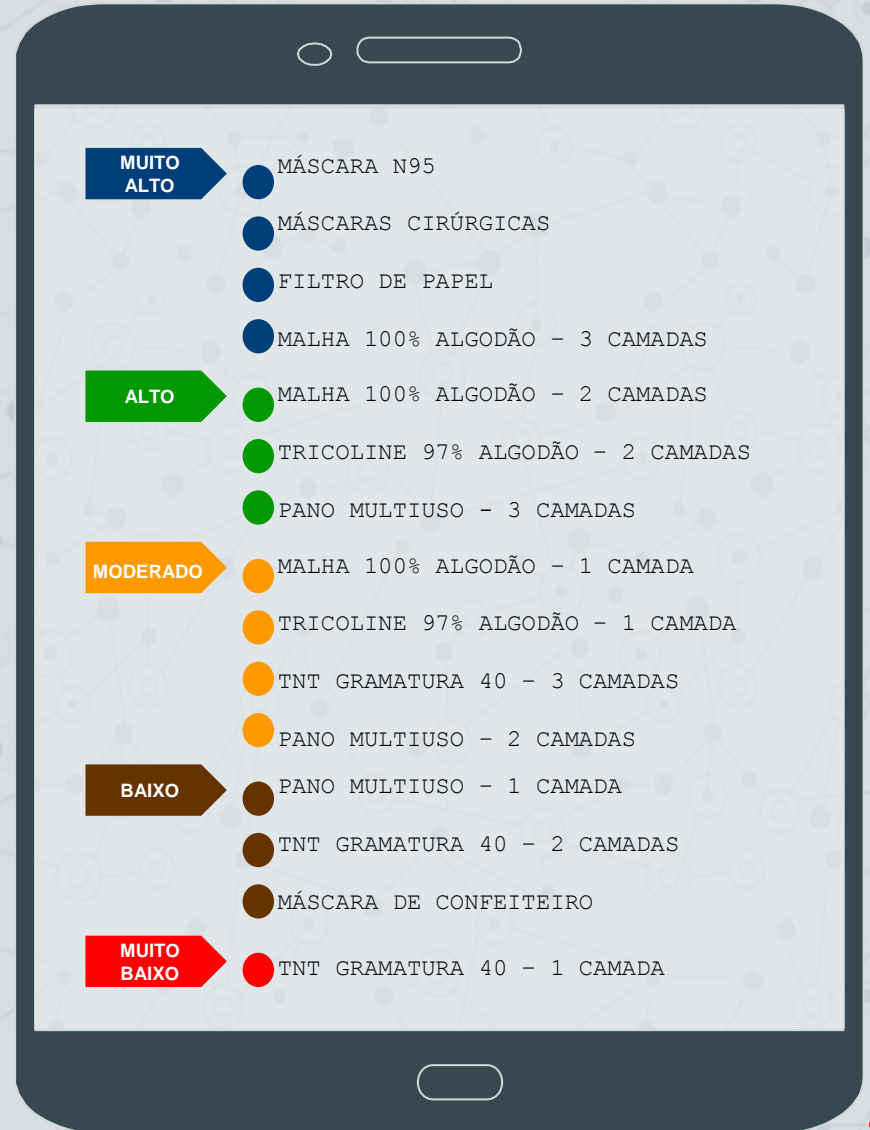 MUITO
ALTO
MÁSCARA N95
MÁSCARAS CIRÚRGICAS
FILTRO DE PAPEL
MALHA 100% ALGODÃO – 3 CAMADAS
ALTO
MALHA 100% ALGODÃO – 2 CAMADAS
TRICOLINE 97% ALGODÃO – 2 CAMADAS
PANO MULTIUSO - 3 CAMADAS
MODERADO
MALHA 100% ALGODÃO – 1 CAMADA
TRICOLINE 97% ALGODÃO – 1 CAMADA
TNT GRAMATURA 40 – 3 CAMADAS
PANO MULTIUSO – 2 CAMADAS
BAIXO
PANO MULTIUSO – 1 CAMADA
TNT GRAMATURA 40 – 2 CAMADAS
MÁSCARA DE CONFEITEIRO
MUITO
BAIXO
TNT GRAMATURA 40 – 1 CAMADA